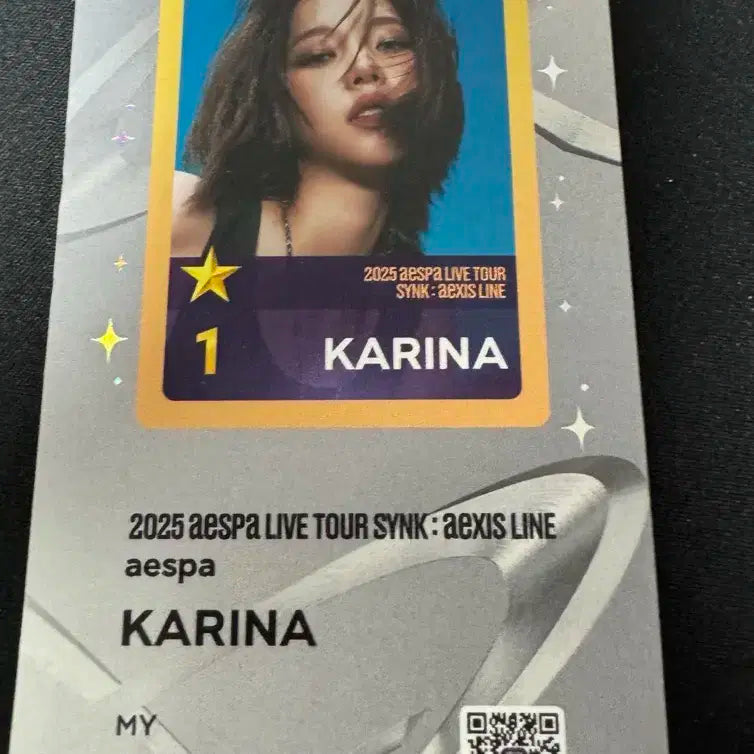 2025 aespa LIVE TOUR
SYNK : aeXIS LINE
1
KARINA
2025 aespa LIVE TOUR SYNK : aeXIS LINE
aespa
KARINA
MY